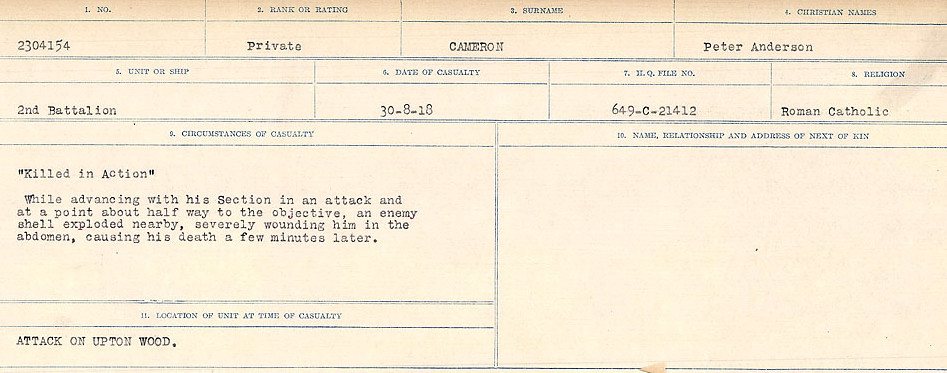 1. NO. 2. RANK OR RATING 3. SURNAME 4. CHRISTIAN NAMES
2304154 Private CAMERON Peter Anderson
5. UNIT OR SHIP 6. DATE OF CASUALTY 7. H.Q. FILE NO. 8. RELIGION
2nd Battalion 30-8-18 649-C-21412 Roman Catholic
9. CIRCUMSTANCES OF CASUALTY 10. NAME, RELATIONSHIP AND ADDRESS OF NEXT OF KIN
"Killed in Action"
While advancing with his Section in an attack and
at a point about half way to the objective, an enemy
shell exploded nearby, severely wounding him in the
abdomen, causing his death a few minutes later.
11. LOCATION OF UNIT AT TIME OF CASUALTY
ATTACK ON UPTON WOOD.